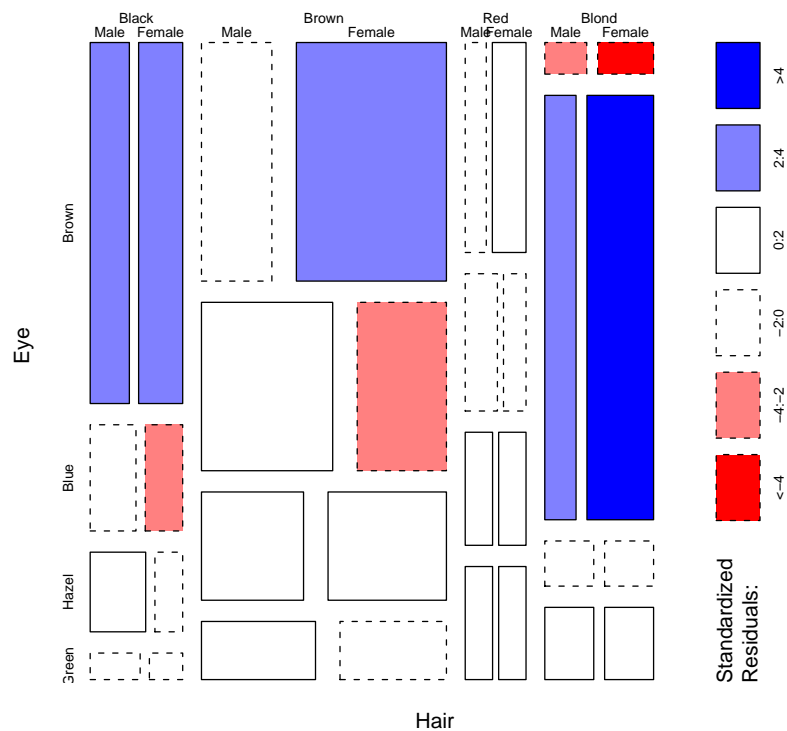 Black Brown Red Blond
Male Female Male Female Male Female Male Female
Brown
Blue
Hazel
Green
Eye
Hair
Standardized
Residuals:
<−4
−4:−2
−2:0
0:2
2:4
>4